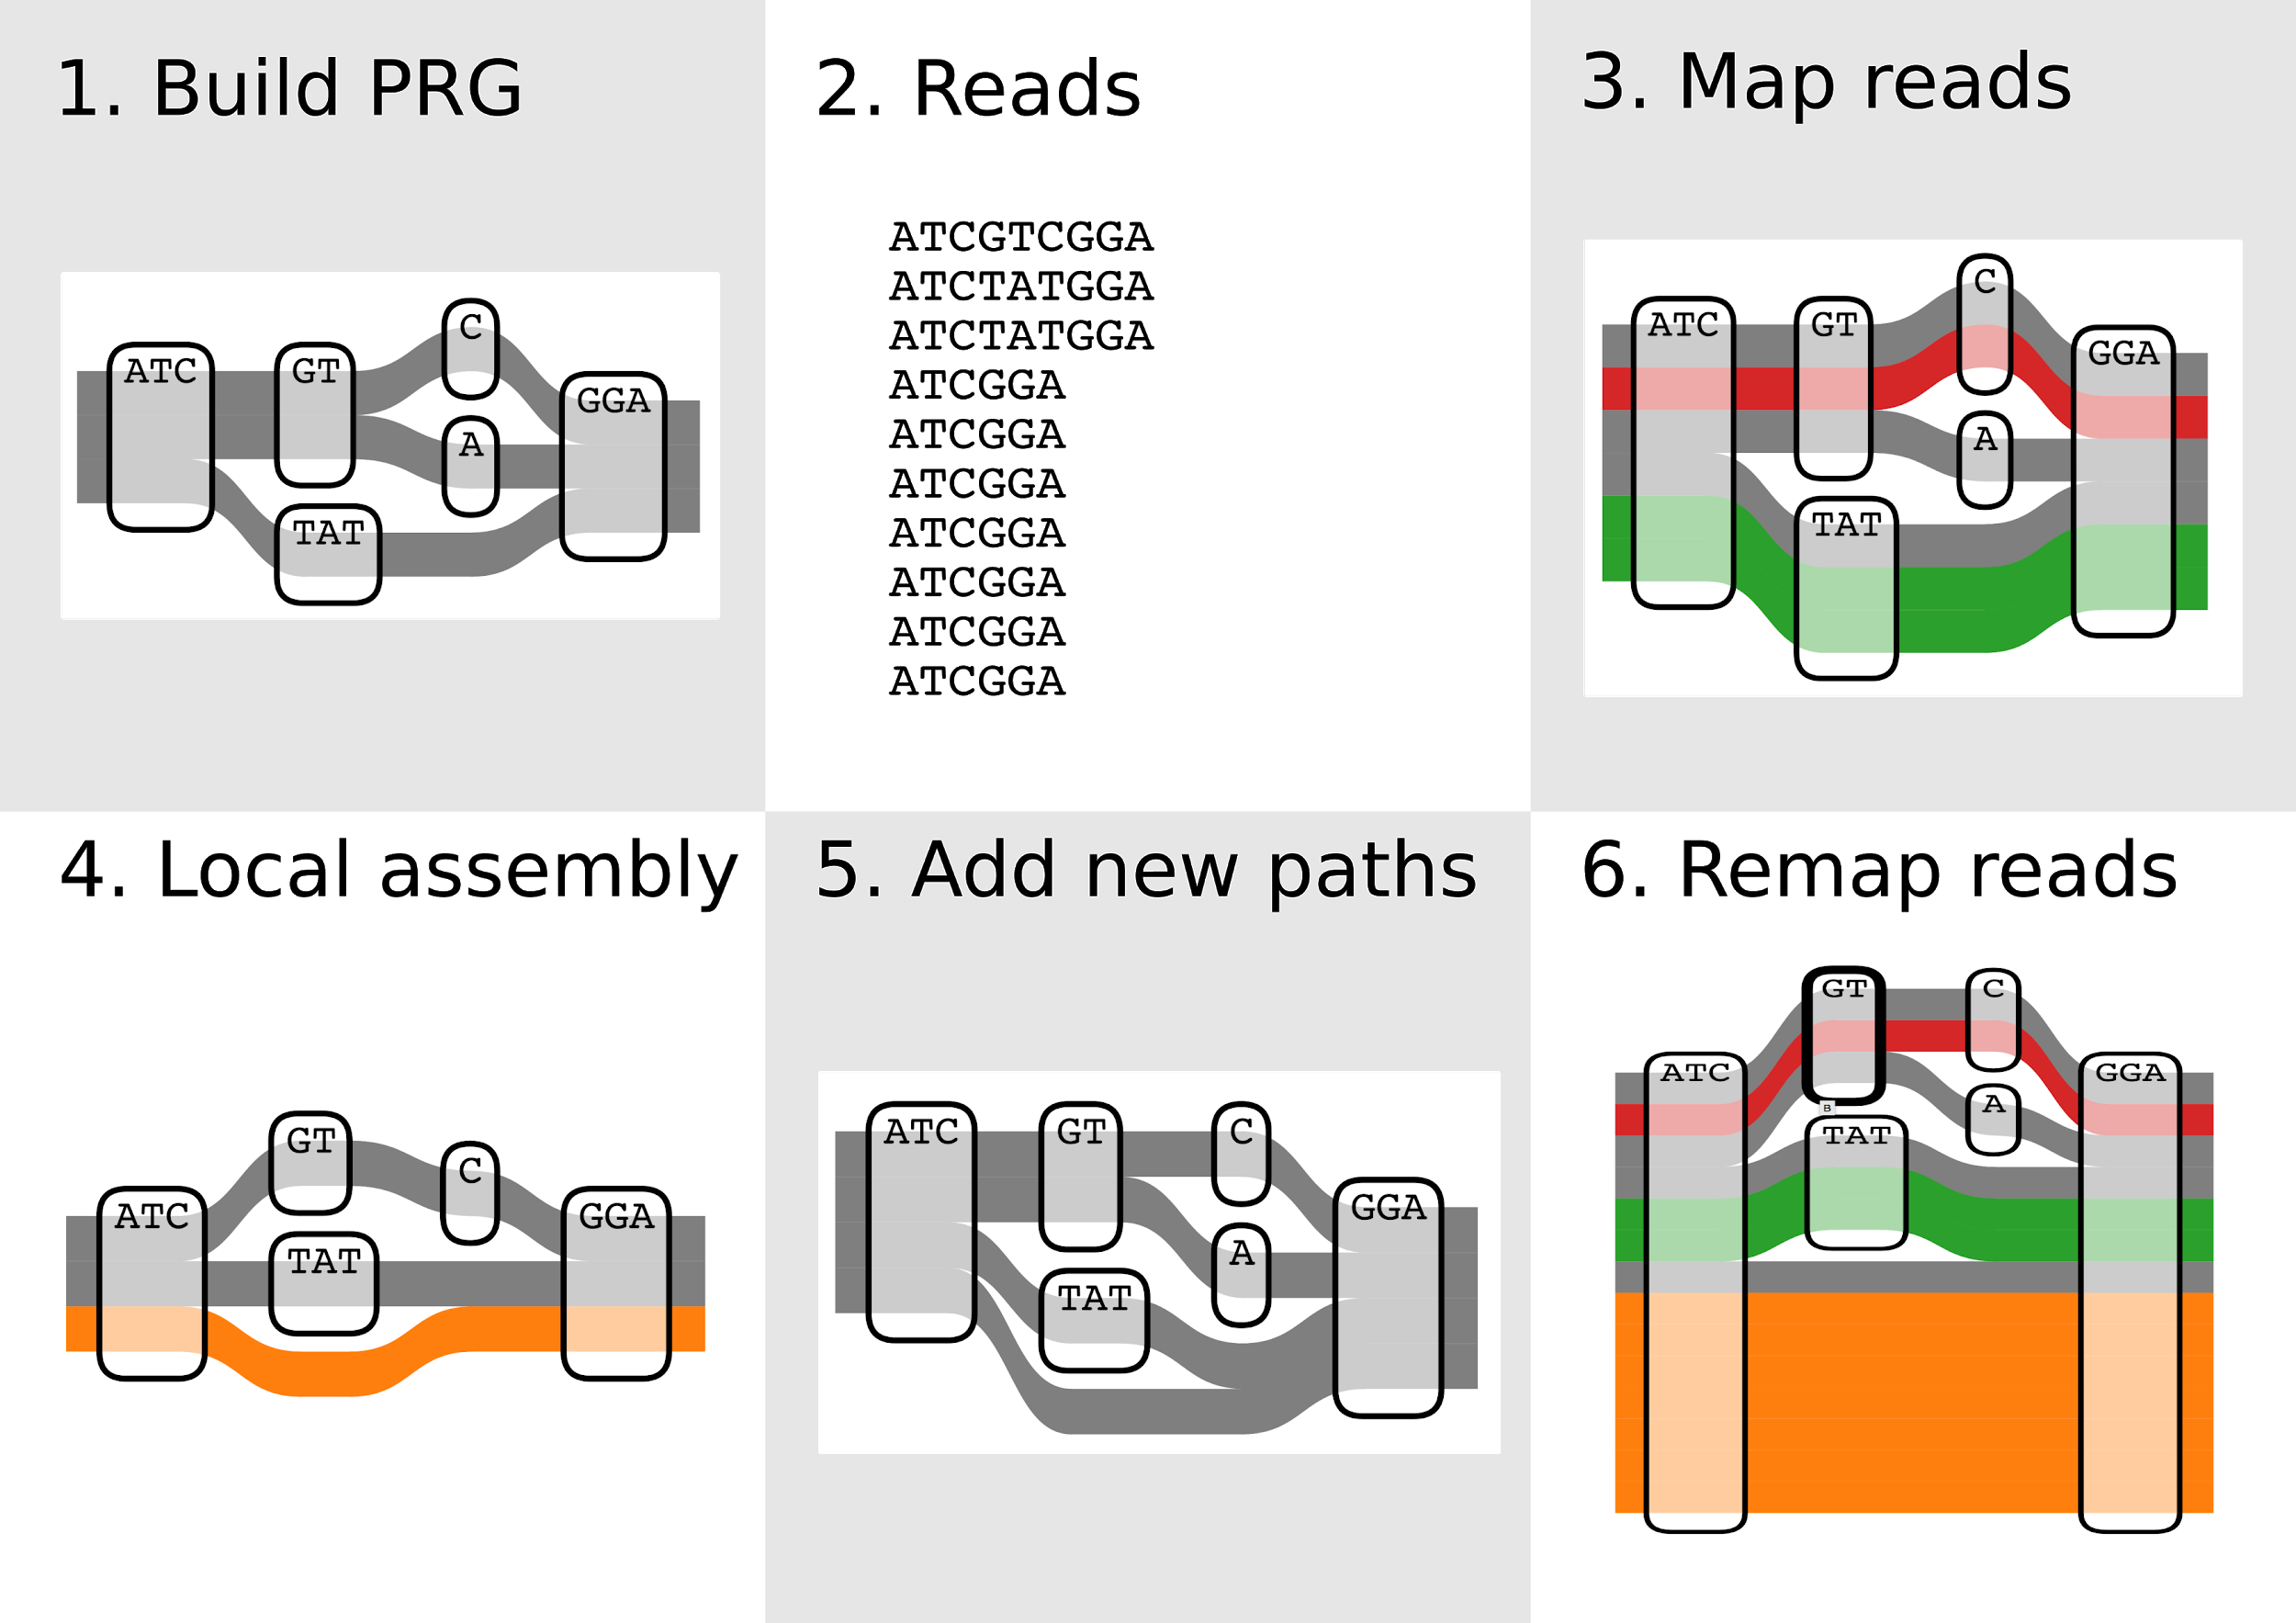 1. Build PRG
ATC
GT
C
A
GGA
TAT
2. Reads
ATCGTCGGA
ATCTATGGA
ATCTATGGA
ATCGGA
ATCGGA
ATCGGA
ATCGGA
ATCGGA
ATCGGA
ATCGGA
3. Map reads
ATC
GT
C
A
GGA
TAT
4. Local assembly
ATC
GT
C
TAT
GGA
5. Add new paths
ATC
GT
C
A
GGA
TAT
6. Remap reads
ATC
GT
C
A
GGA
B
TAT